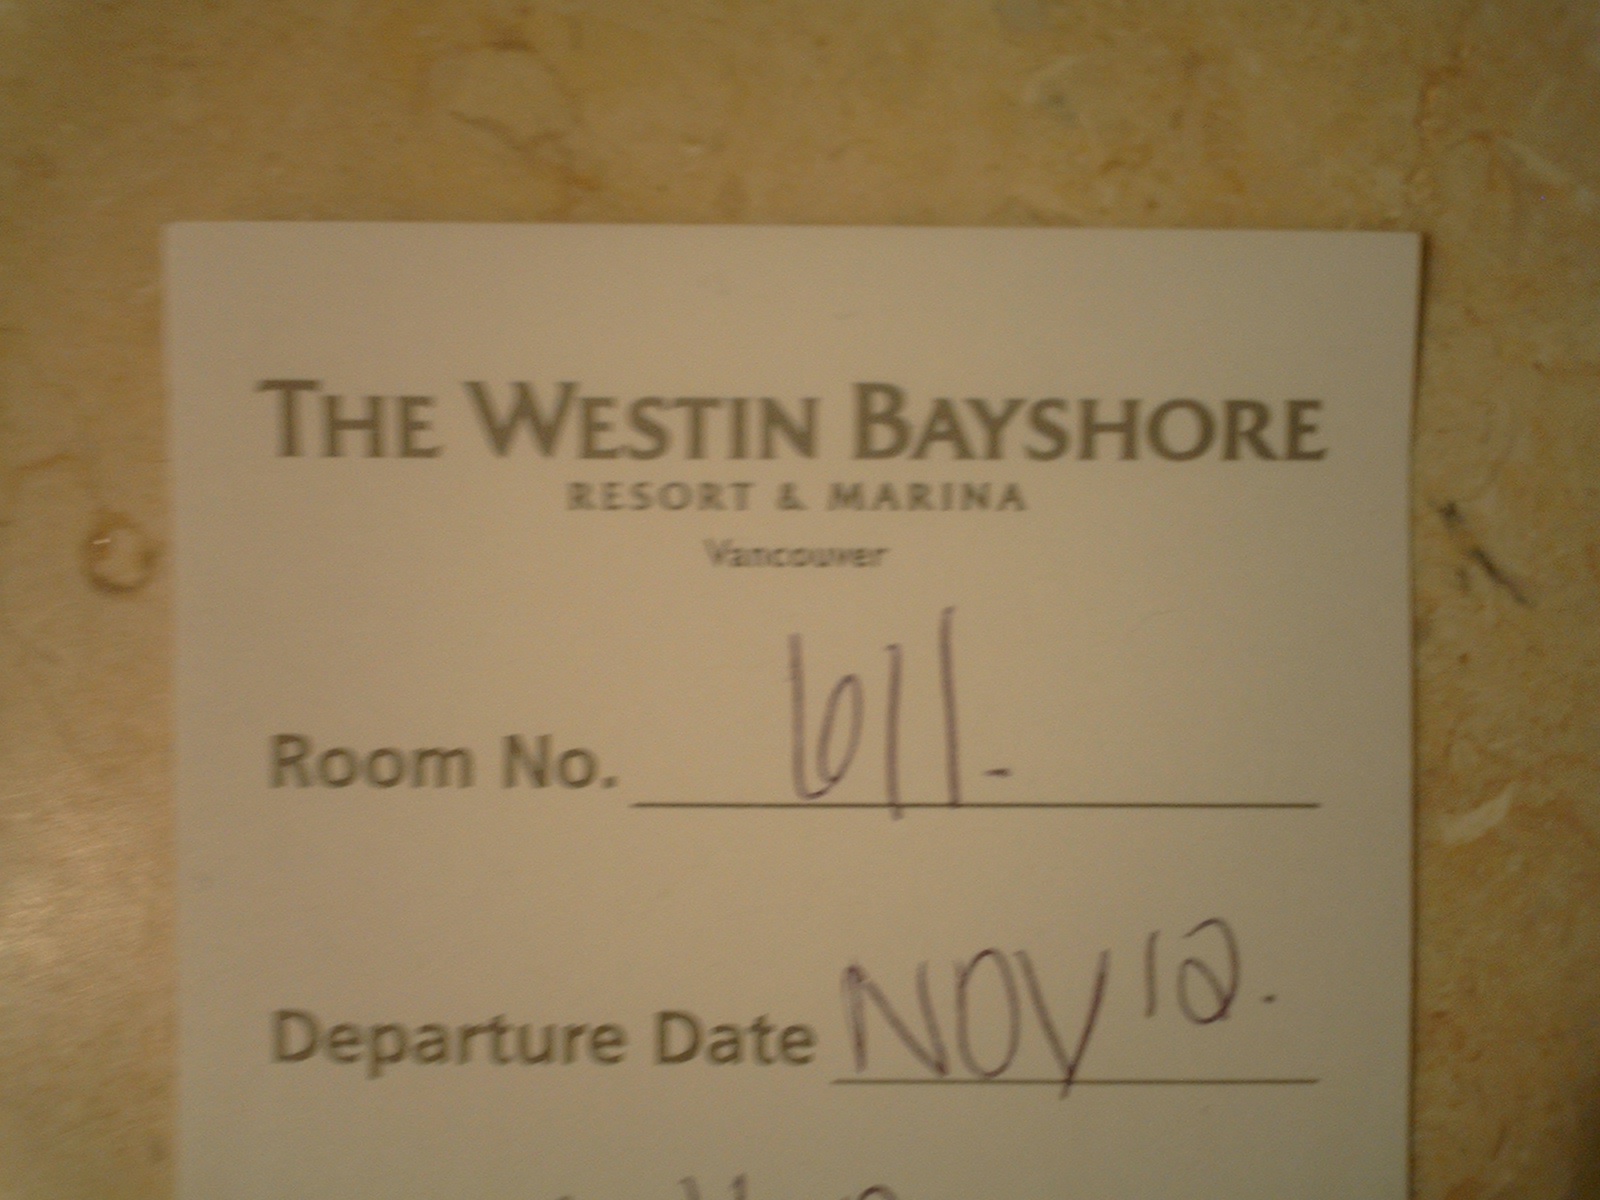 THE WESTIN BAYSHORE
RESORT & MARINA
Vancouver
Room No. 611.
Departure Date NOV 12.